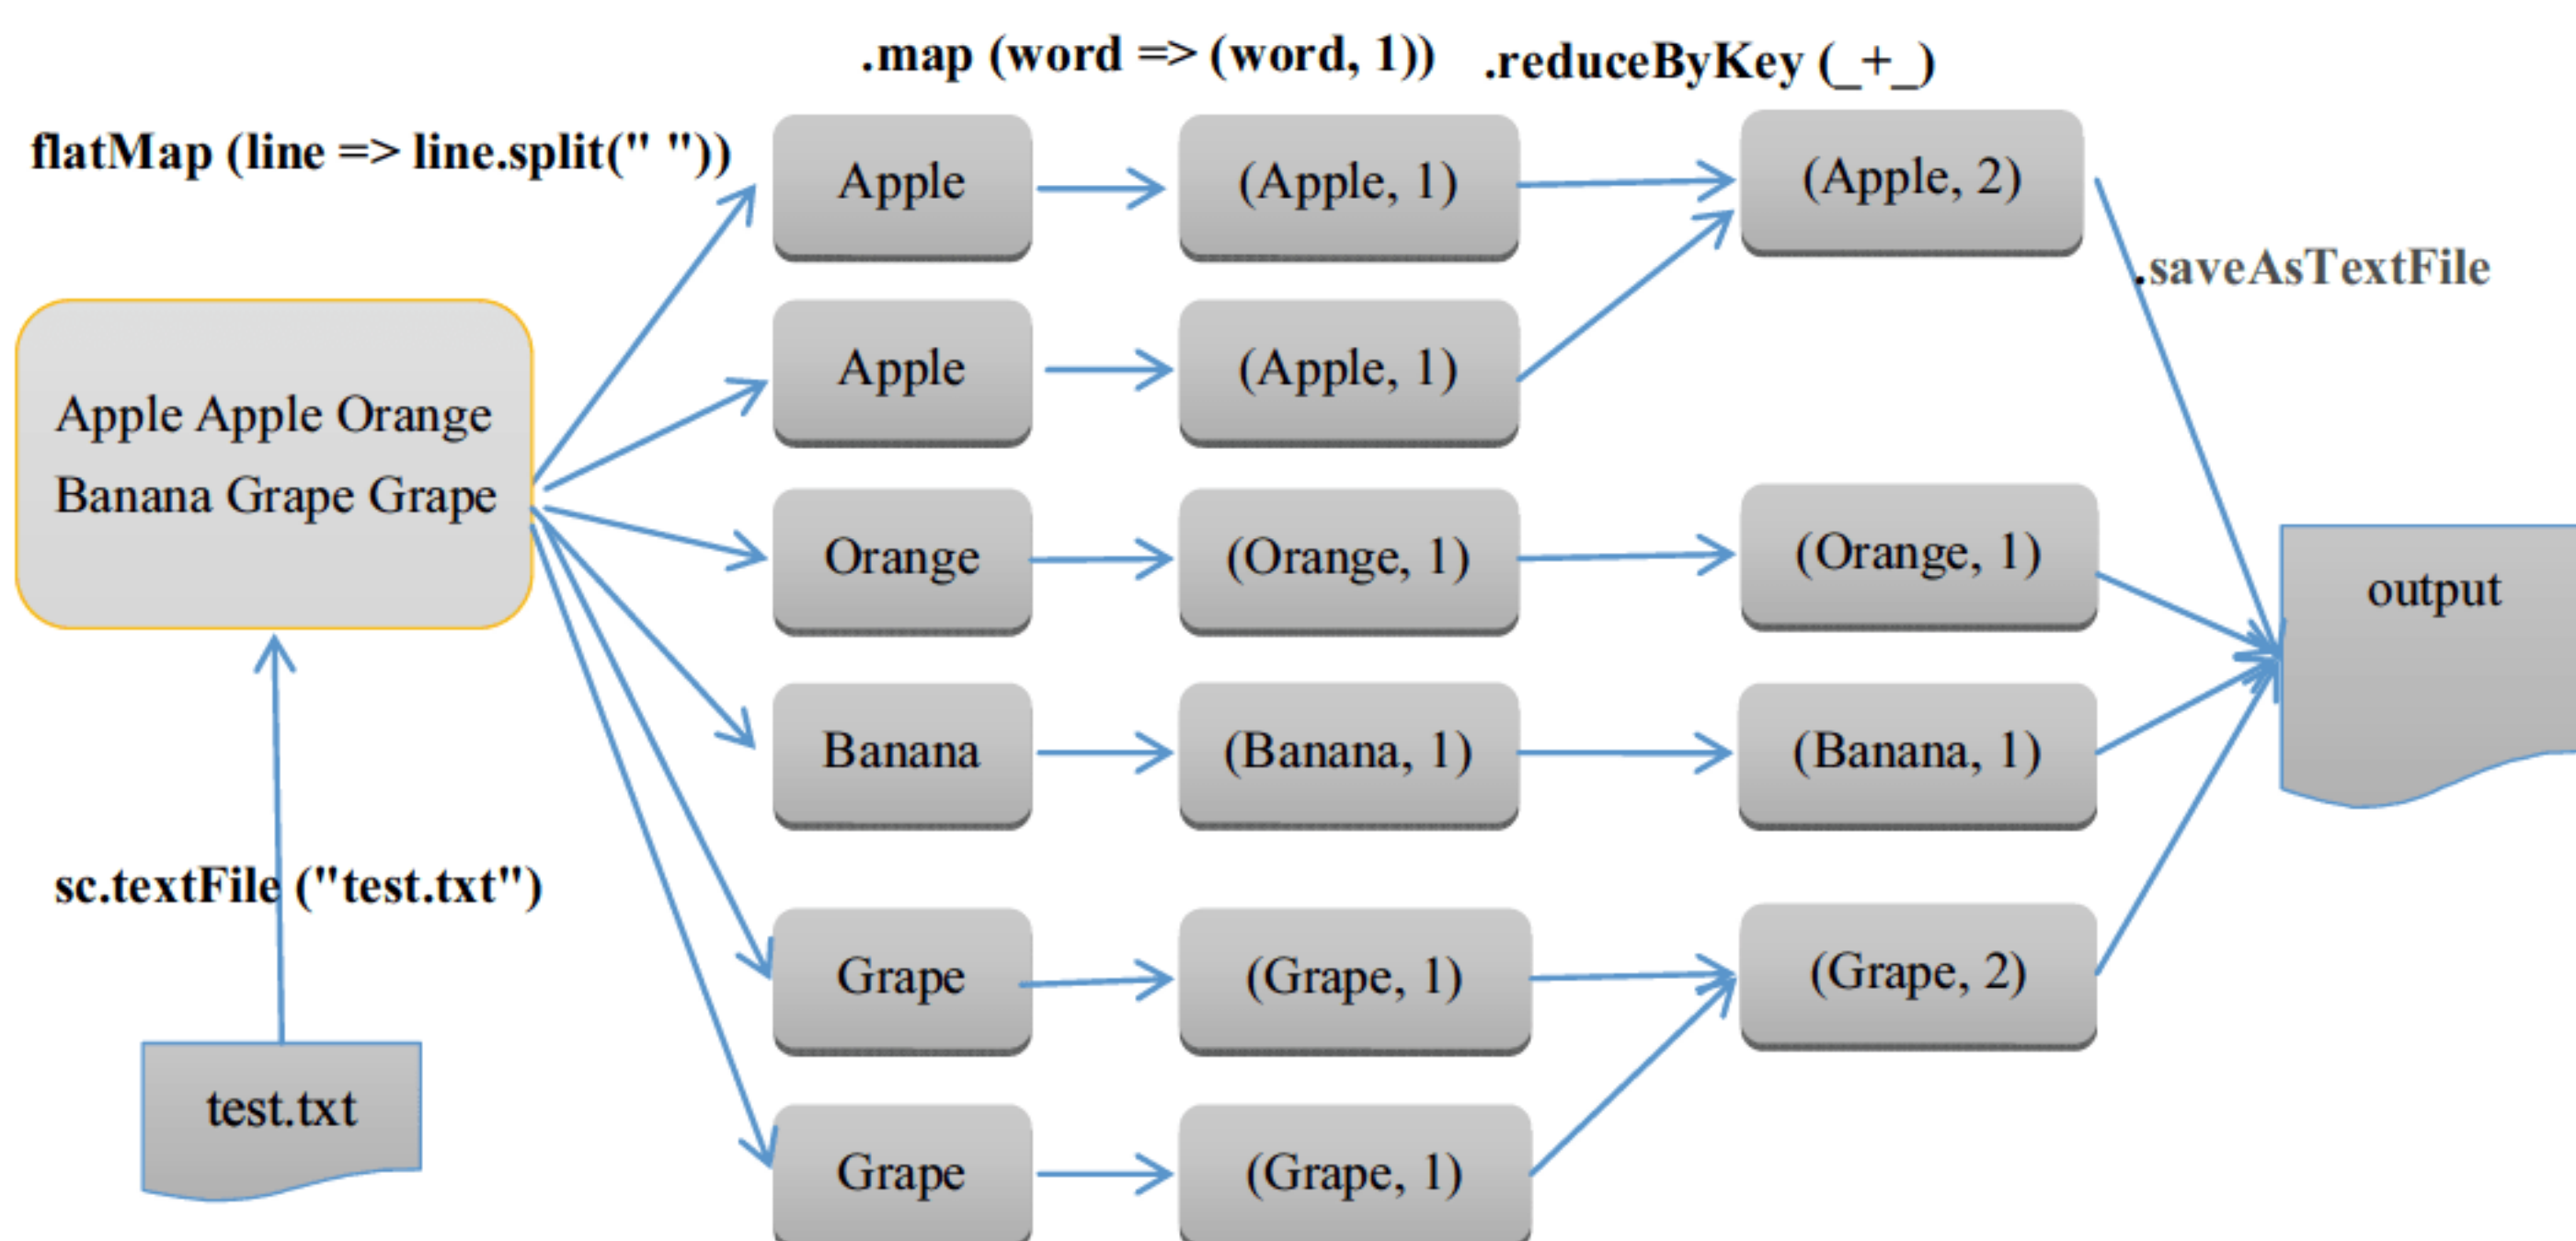 .map (word => (word, 1))
.reduceByKey (_+_)
flatMap (line => line.split(" "))
Apple
(Apple, 1)
(Apple, 2)
.saveAsTextFile
Apple
(Apple, 1)
Apple Apple Orange
Banana Grape Grape
Orange
(Orange, 1)
(Orange, 1)
output
Banana
(Banana, 1)
(Banana, 1)
sc.textFile ("test.txt")
Grape
(Grape, 1)
(Grape, 2)
test.txt
Grape
(Grape, 1)